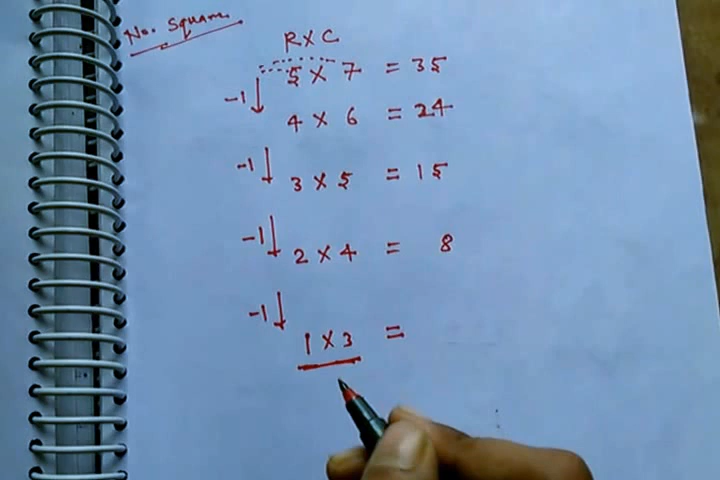 No. Square
R X C
5 X 7 = 35
-1
4 X 6 = 24
-1
3 X 5 = 15
-1
2 X 4 = 8
-1
1 X 3 =